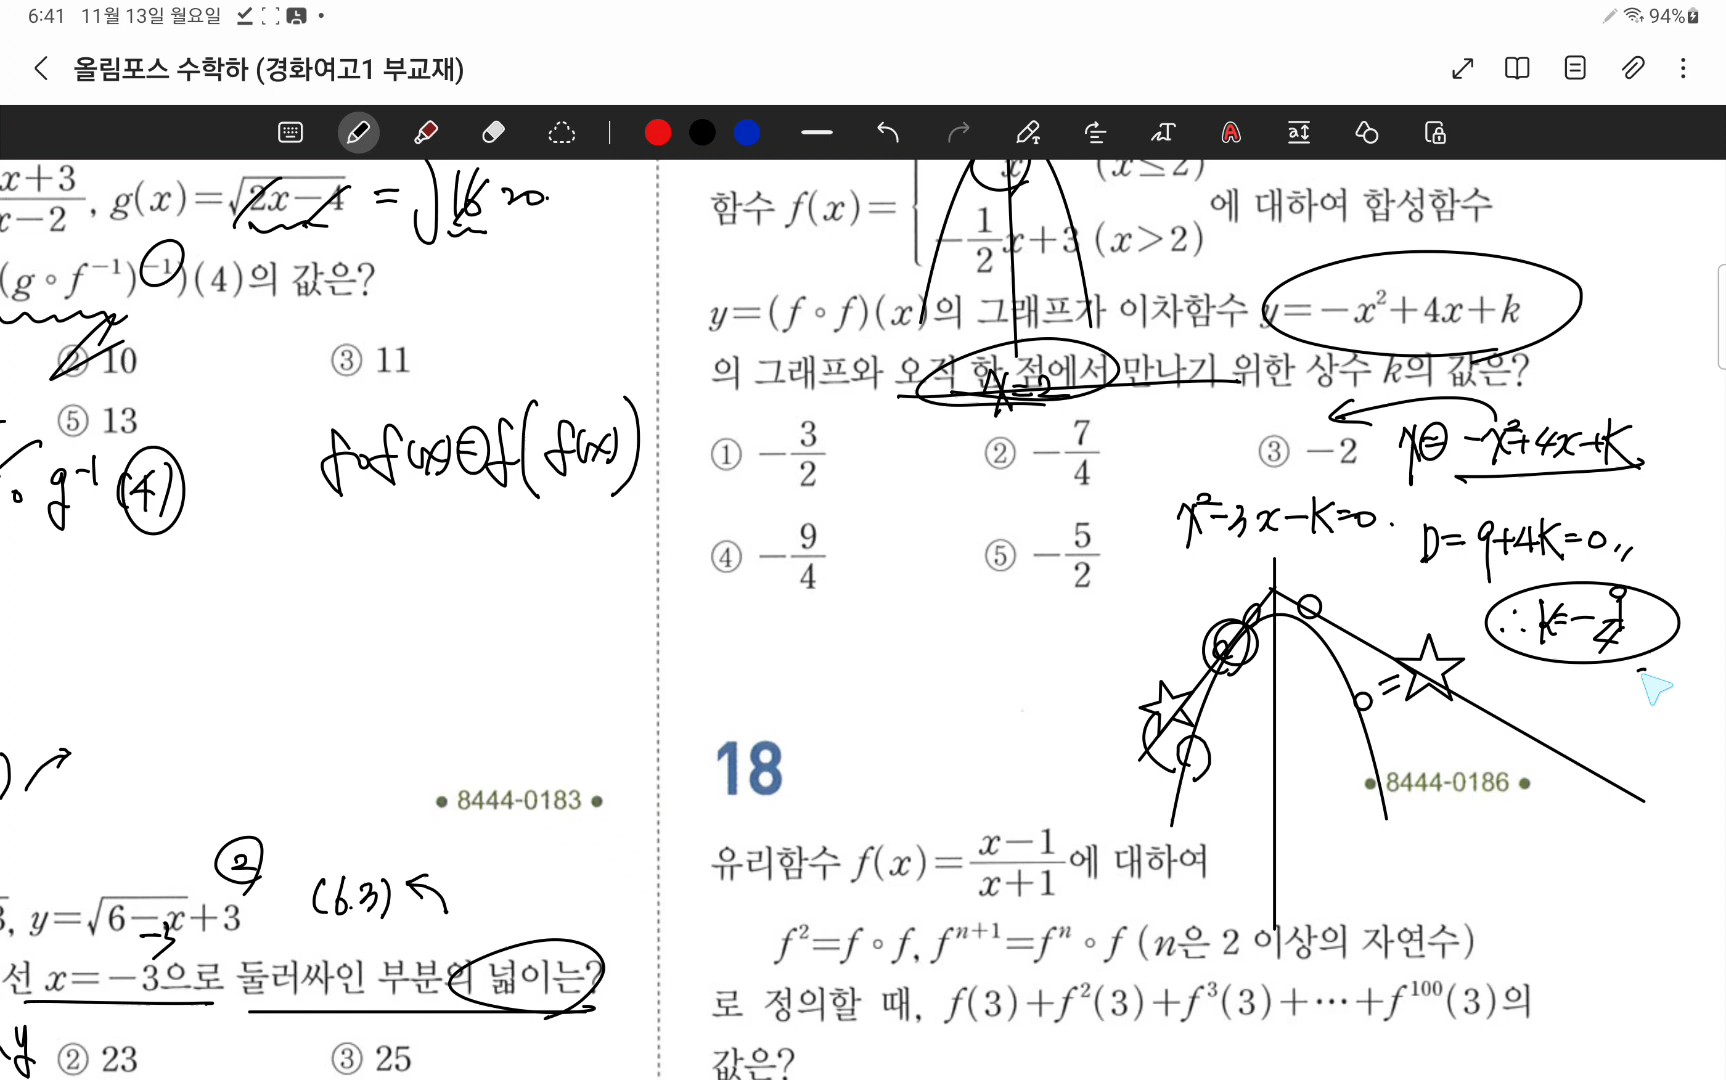 6:41 11월 13일 월요일
94%
올림포스 수학하 (경화여고1 부교재)
x+3
x-2
, g(x)=√2x-4 =
(g∘f⁻¹)⁻¹)(4)의 값은?
② 10
③ 11
⑤ 13
g⁻¹(4)
f∘f(x)=f(f(x))
• 8444-0183 •
②
(6.3)
, y=√6-x+3
-3
선 x=-3으로 둘러싸인 부분의 넓이는?
y
② 23
③ 25
x (x≤2)
함수 f(x)= 에 대하여 합성함수
-1/2x+3 (x>2)
y=(f∘f)(x)의 그래프가 이차함수 y=-x²+4x+k
의 그래프와 오직 한 점에서 만나기 위한 상수 k의 값은?
x=2
① -3/2
② -7/4
③ -2
x=-x²+4x+k
x²-3x-k=0.
④ -9/4
⑤ -5/2
D=9+4k=0
∴ k=-9/4
18
• 8444-0186 •
유리함수 f(x)=x-1/x+1에 대하여
f²=f∘f, fⁿ⁺¹=fⁿ∘f (n은 2 이상의 자연수)
로 정의할 때, f(3)+f²(3)+f³(3)+⋯+f¹⁰⁰(3)의
값은?